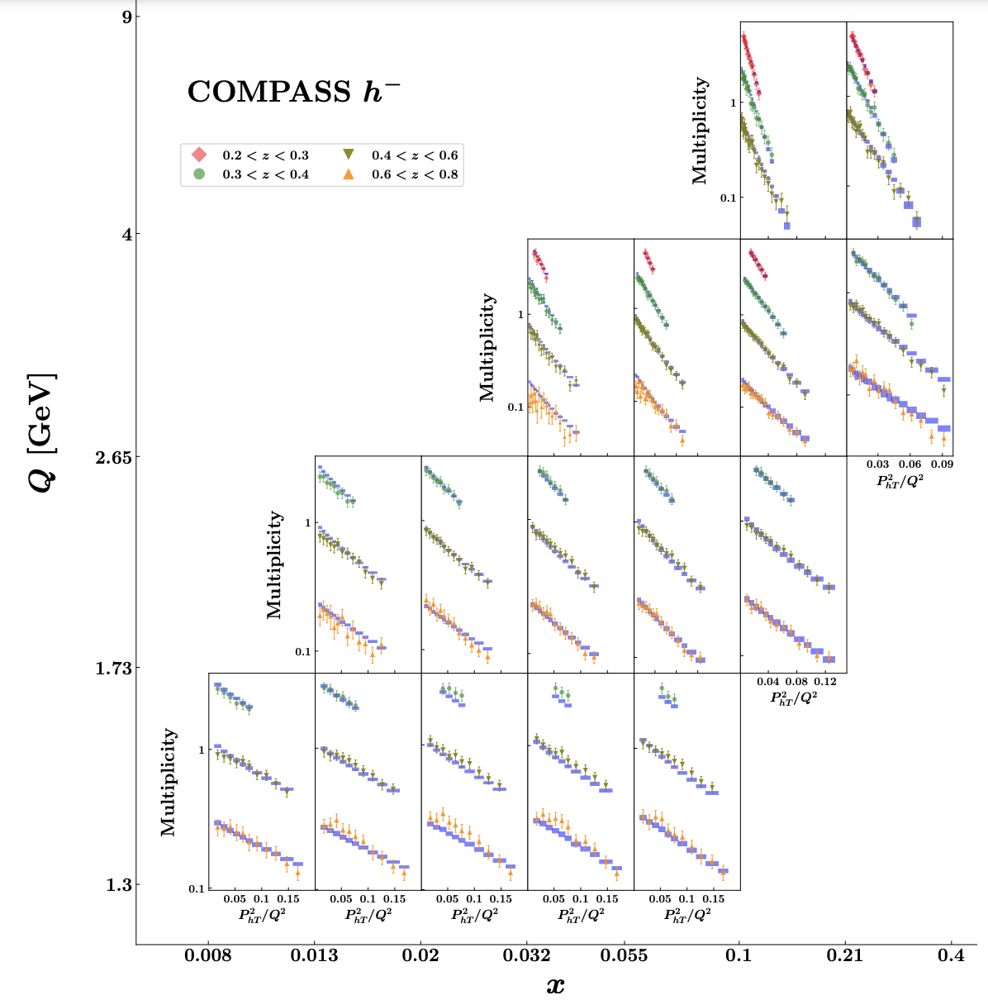 9
COMPASS h⁻
0.2 < z < 0.3
0.4 < z < 0.6
0.3 < z < 0.4
0.6 < z < 0.8
Multiplicity
1
0.1
4
Multiplicity
1
0.1
Q [GeV]
2.65
0.03 0.06 0.09
P²hT/Q²
Multiplicity
1
0.1
1.73
0.04 0.08 0.12
P²hT/Q²
Multiplicity
1
0.1
1.3
0.05 0.1 0.15
0.05 0.1 0.15
0.05 0.1 0.15
0.05 0.1 0.15
0.05 0.1 0.15
P²hT/Q²
P²hT/Q²
P²hT/Q²
P²hT/Q²
P²hT/Q²
0.008 0.013 0.02 0.032 0.055 0.1 0.21 0.4
x